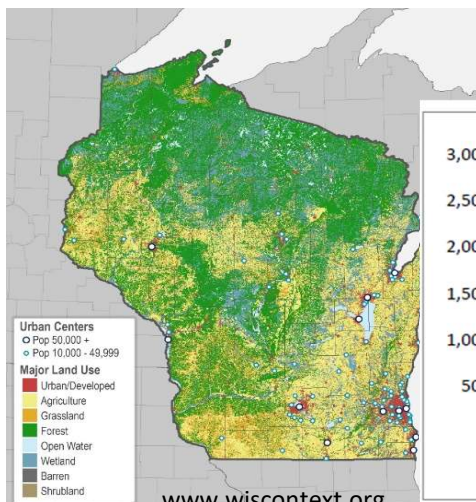 Urban Centers
Pop 50,000 +
Pop 10,000 - 49,999
Major Land Use
Urban/Developed
Agriculture
Grassland
Forest
Open Water
Wetland
Barren
Shrubland
www.wiscontext.org
3,00
2,50
2,00
1,50
1,00
50